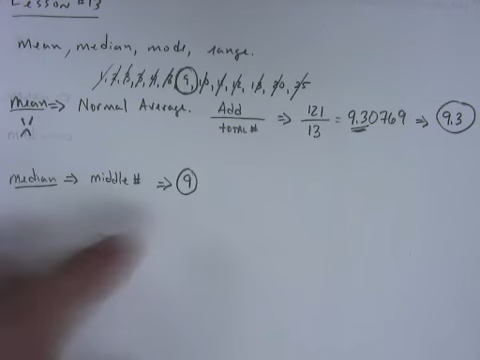 Lesson #13
Mean, median, mode, range.
9, 10,
Mean => Normal Average. Add / TOTAL # => 121 / 13 = 9.30769 => 9.3
median => middle # => 9